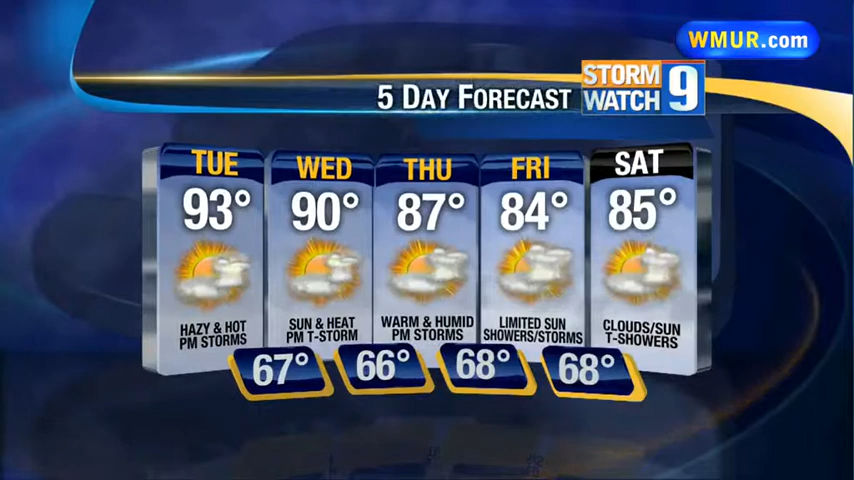 WMUR.com
STORM
WATCH 9
5 DAY FORECAST
TUE
93°
HAZY & HOT
PM STORMS
WED
90°
SUN & HEAT
PM T-STORM
THU
87°
WARM & HUMID
PM STORMS
FRI
84°
LIMITED SUN
SHOWERS/STORMS
SAT
85°
CLOUDS/SUN
T-SHOWERS
67°
66°
68°
68°